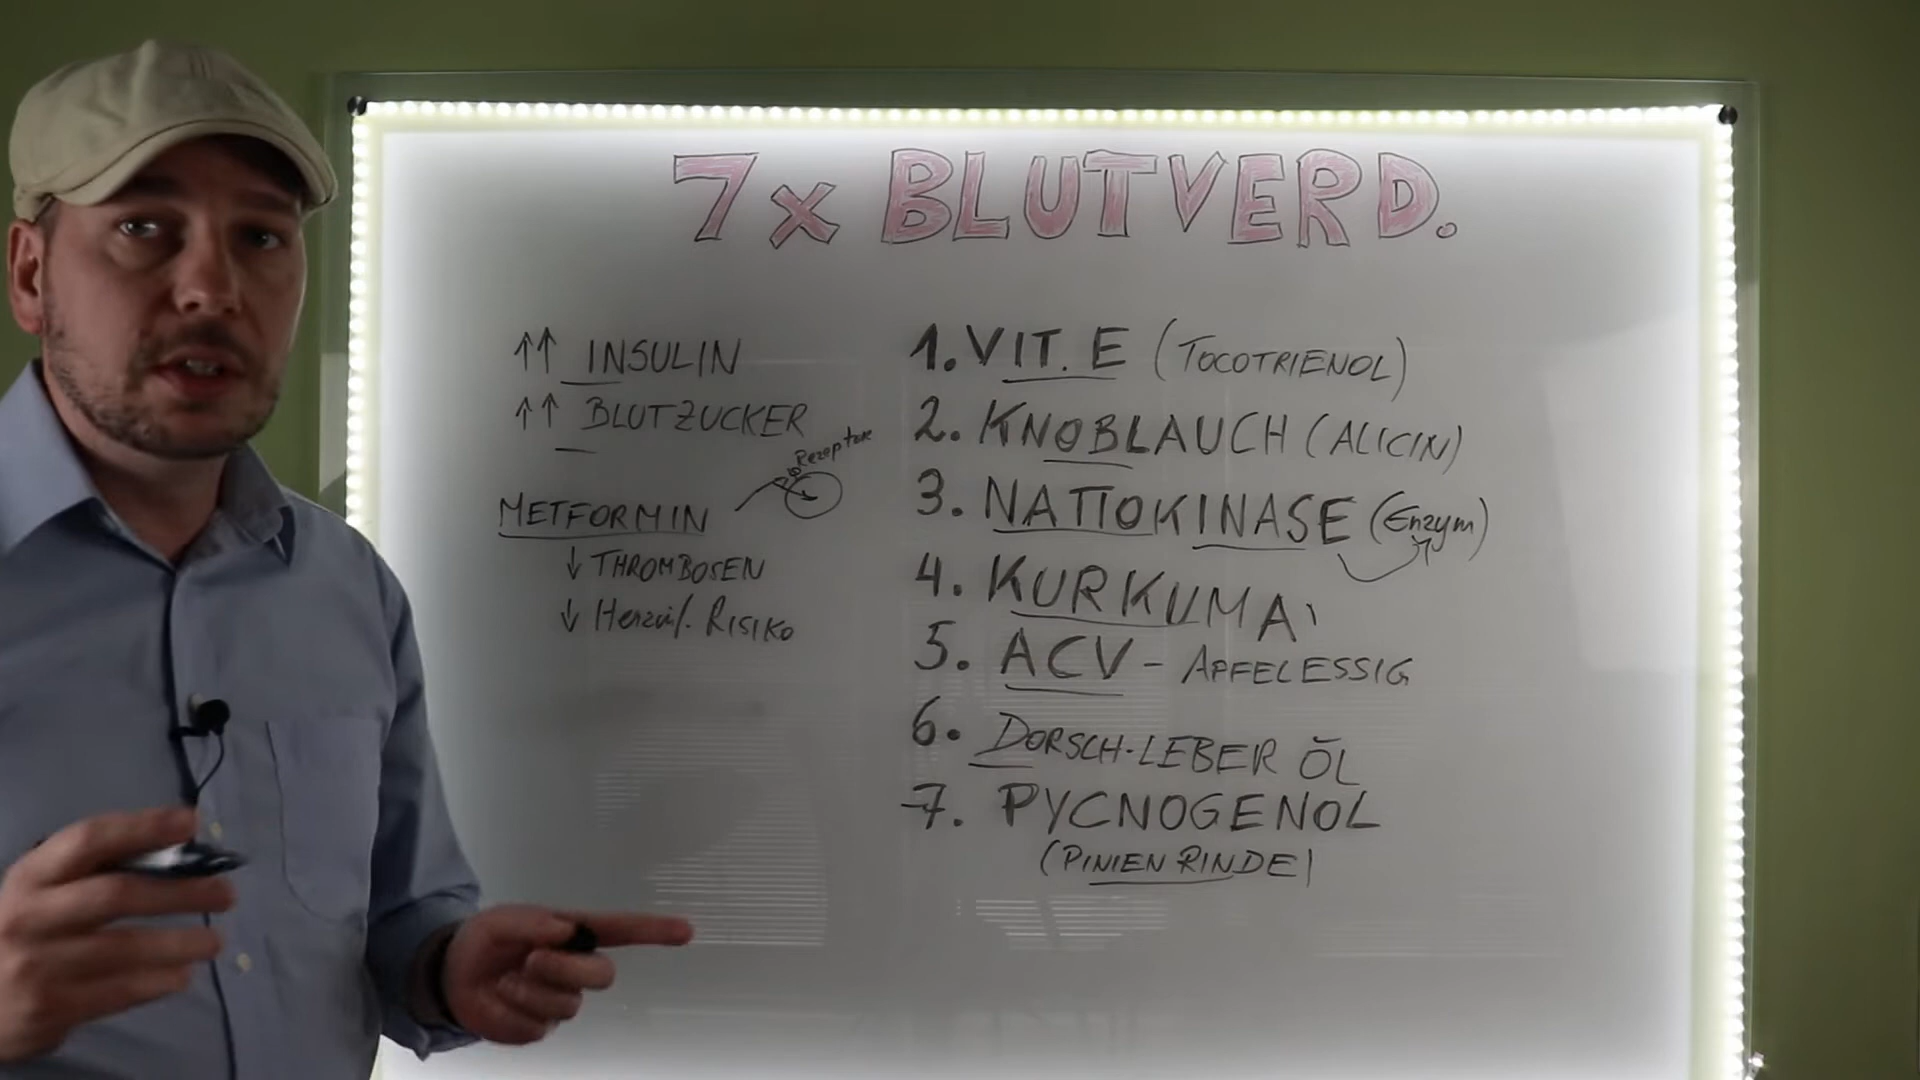 7x BLUTVERD.
↑↑ INSULIN
↑↑ BLUTZUCKER
Rezeptor
METFORMIN
↓ THROMBOSEN
↓ Herzinf. RISIKO
1. VIT. E (TOCOTRIENOL)
2. KNOBLAUCH (ALICIN)
3. NATTOKINASE (Enzym)
4. KURKUMA
5. ACV - APFELESSIG
6. DORSCH-LEBER ÖL
7. PYCNOGENOL
(PINIEN RINDE)